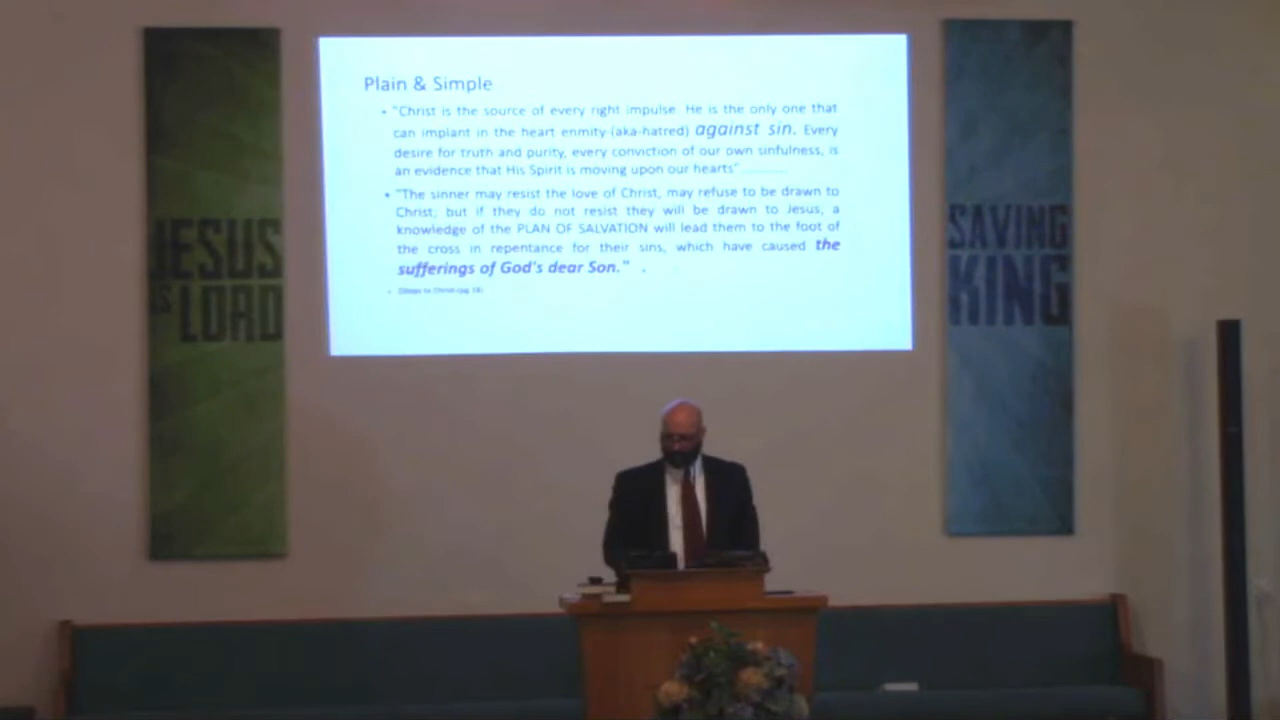 Plain & Simple
• "Christ is the source of every right impulse. He is the only one that
can implant in the heart enmity (aka-hatred) against sin. Every
desire for truth and purity, every conviction of our own sinfulness, is
an evidence that His Spirit is moving upon our hearts" ............
• "The sinner may resist the love of Christ, may refuse to be drawn to
Christ; but if they do not resist they will be drawn to Jesus; a
knowledge of the PLAN OF SALVATION will lead them to the foot of
the cross in repentance for their sins, which have caused the
sufferings of God's dear Son." .
to Christ (pg.
JESUS
IS
LORD
SAVING
KING